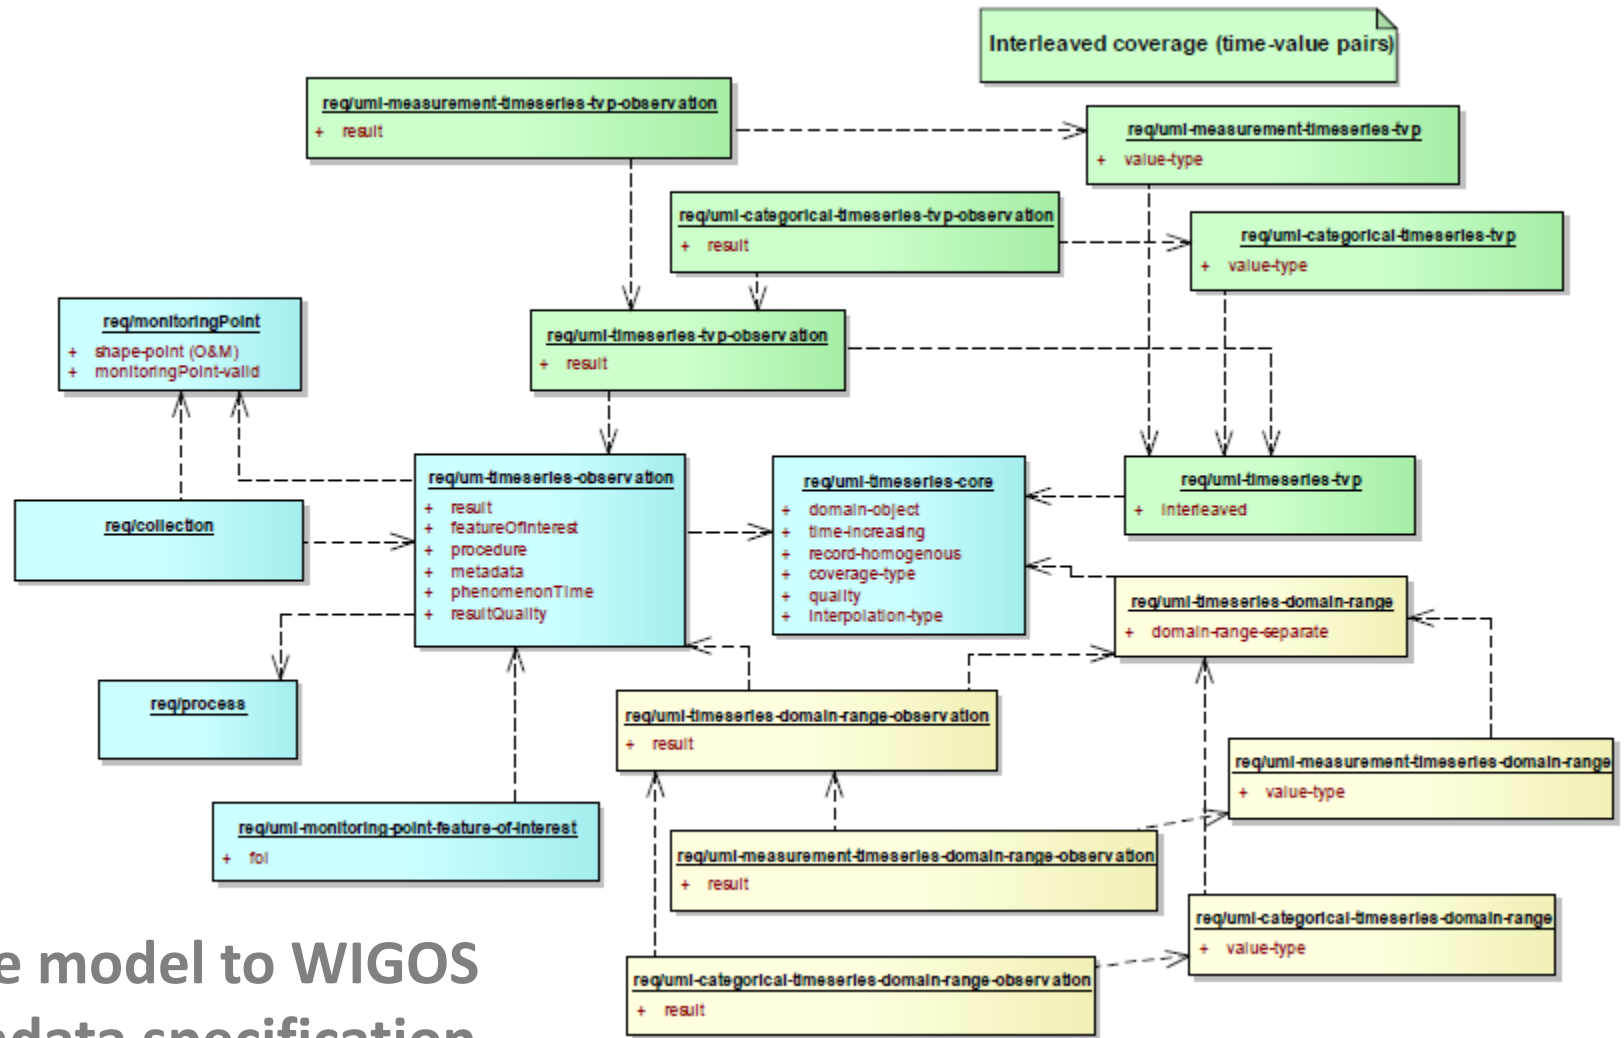 Interleaved coverage (time-value pairs)
req/uml-measurement-timeseries-tvp-observation
+ result
req/uml-measurement-timeseries-tvp
+ value-type
req/uml-categorical-timeseries-tvp-observation
+ result
req/uml-categorical-timeseries-tvp
+ value-type
req/monitoringPoint
+ shape-point (O&M)
+ monitoringPoint-valid
req/uml-timeseries-tvp-observation
+ result
req/um-timeseries-observation
+ result
+ featureOfInterest
+ procedure
+ metadata
+ phenomenonTime
+ resultQuality
req/uml-timeseries-core
+ domain-object
+ time-increasing
+ record-homogenous
+ coverage-type
+ quality
+ interpolation-type
req/uml-timeseries-tvp
+ interleaved
req/collection
req/uml-timeseries-domain-range
+ domain-range-separate
req/process
req/uml-timeseries-domain-range-observation
+ result
req/uml-measurement-timeseries-domain-range
+ value-type
req/uml-monitoring-point-feature-of-interest
+ foi
req/uml-measurement-timeseries-domain-range-observation
+ result
req/uml-categorical-timeseries-domain-range
+ value-type
req/uml-categorical-timeseries-domain-range-observation
+ result
e model to WIGOS
data specification